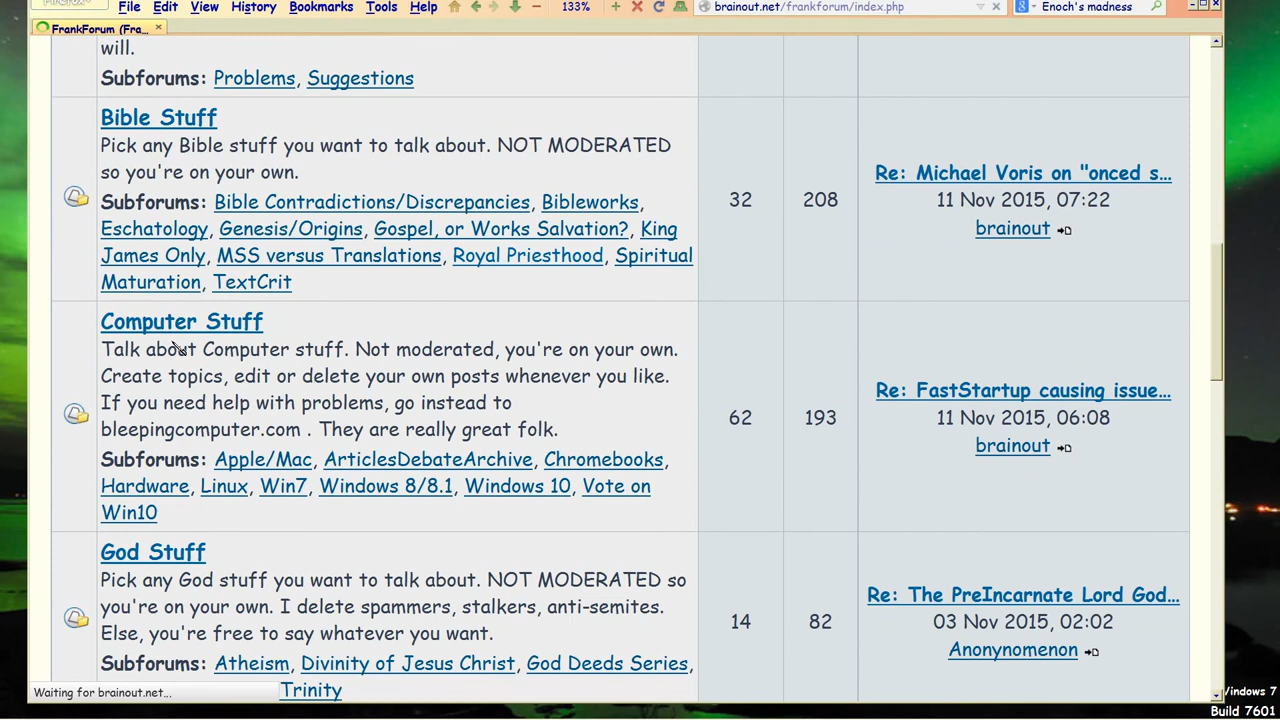 File Edit View History Bookmarks Tools Help 133% brainout.net/frankforum/index.php Enoch's madness
FrankForum (Fra...
will.
Subforums: Problems, Suggestions
Bible Stuff
Pick any Bible stuff you want to talk about. NOT MODERATED
so you're on your own.
Subforums: Bible Contradictions/Discrepancies, Bibleworks,
Eschatology, Genesis/Origins, Gospel, or Works Salvation?, King
James Only, MSS versus Translations, Royal Priesthood, Spiritual
Maturation, TextCrit
32
208
Re: Michael Voris on "onced s...
11 Nov 2015, 07:22
brainout
Computer Stuff
Talk about Computer stuff. Not moderated, you're on your own.
Create topics, edit or delete your own posts whenever you like.
If you need help with problems, go instead to
bleepingcomputer.com . They are really great folk.
Subforums: Apple/Mac, ArticlesDebateArchive, Chromebooks,
Hardware, Linux, Win7, Windows 8/8.1, Windows 10, Vote on
Win10
62
193
Re: FastStartup causing issue...
11 Nov 2015, 06:08
brainout
God Stuff
Pick any God stuff you want to talk about. NOT MODERATED so
you're on your own. I delete spammers, stalkers, anti-semites.
Else, you're free to say whatever you want.
Subforums: Atheism, Divinity of Jesus Christ, God Deeds Series,
Trinity
14
82
Re: The PreIncarnate Lord God...
03 Nov 2015, 02:02
Anonynomenon
Waiting for brainout.net...
Windows 7
Build 7601